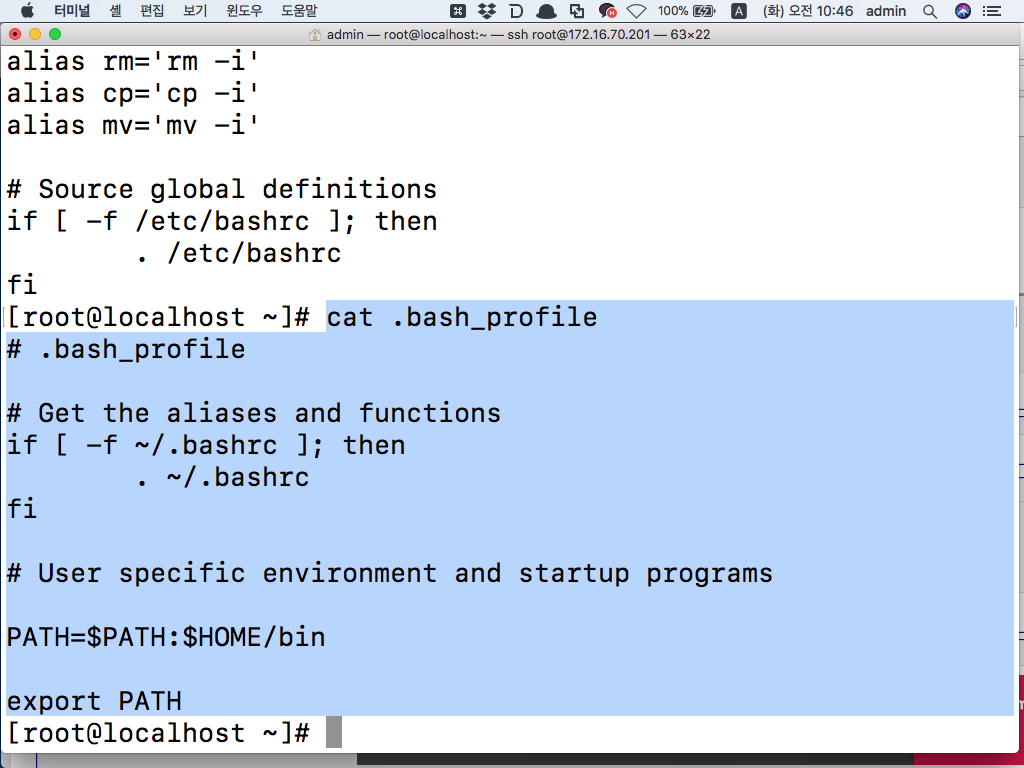 터미널 셸 편집 보기 윈도우 도움말 100% A (화) 오전 10:46 admin
admin — root@localhost:~ — ssh root@172.16.70.201 — 63×22
alias rm='rm -i'
alias cp='cp -i'
alias mv='mv -i'
# Source global definitions
if [ -f /etc/bashrc ]; then
        . /etc/bashrc
fi
[root@localhost ~]# cat .bash_profile
# .bash_profile
# Get the aliases and functions
if [ -f ~/.bashrc ]; then
        . ~/.bashrc
fi
# User specific environment and startup programs
PATH=$PATH:$HOME/bin
export PATH
[root@localhost ~]#